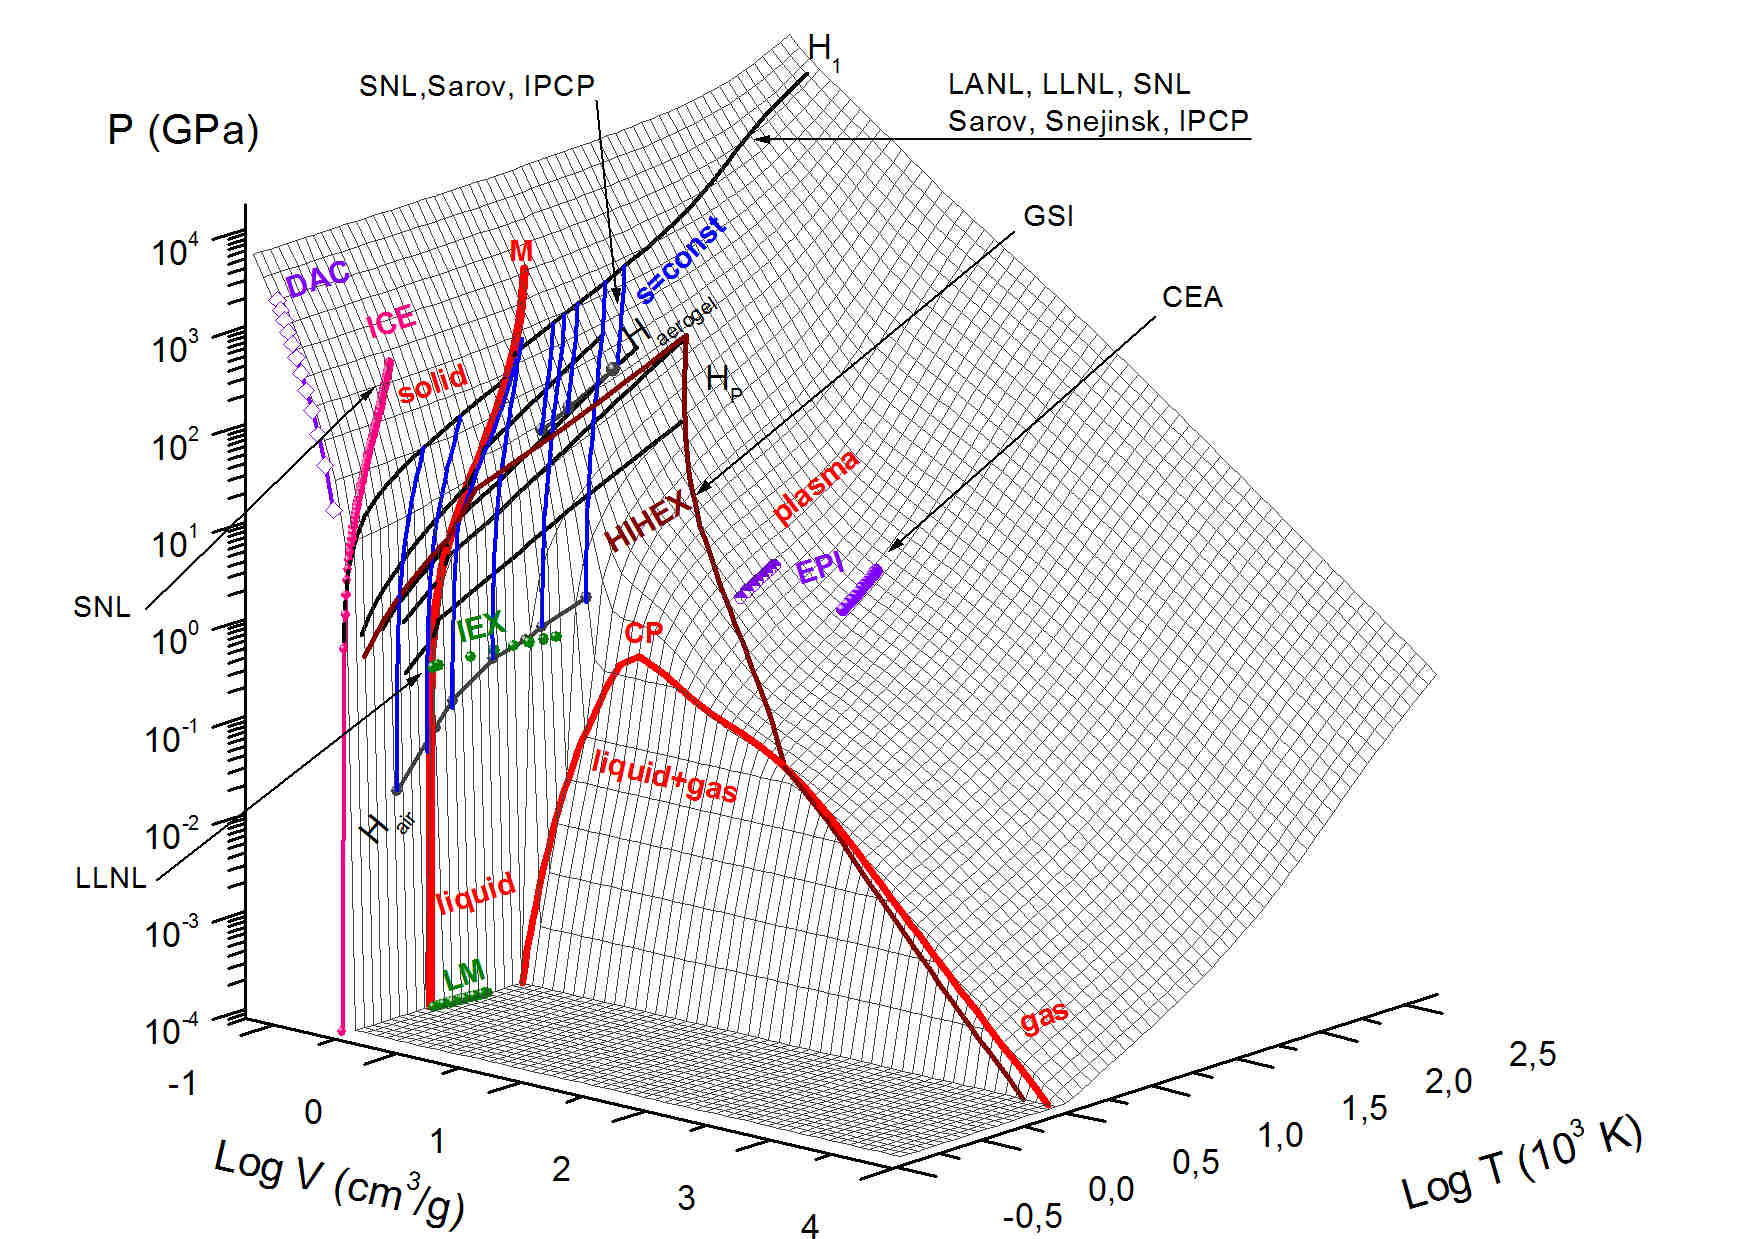 H1
SNL,Sarov, IPCP
LANL, LLNL, SNL
Sarov, Snejinsk, IPCP
P (GPa)
GSI
CEA
DAC
ICE
M
s=const
solid
H aerogel
HP
10^4
10^3
10^2
10^1
10^0
10^-1
10^-2
10^-3
10^-4
plasma
HIHEX
EPI
SNL
IEX
CP
liquid+gas
H air
LLNL
liquid
LM
gas
-1
0
1
2
3
4
Log V (cm^3/g)
-0,5
0,0
0,5
1,0
1,5
2,0
2,5
Log T (10^3 K)